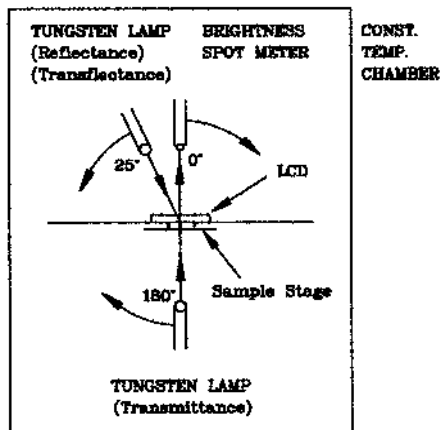 TUNGSTEN LAMP
(Reflectance)
(Transflectance)
BRIGHTNESS
SPOT METER
CONST.
TEMP.
CHAMBER
25°
0°
LCD
180°
Sample Stage
TUNGSTEN LAMP
(Transmittance)